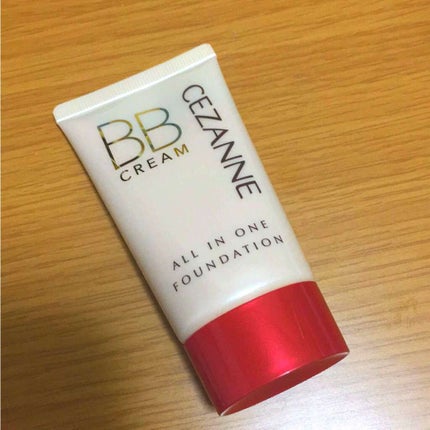 BB
CREAM
CEZANNE
ALL IN ONE
FOUNDATION